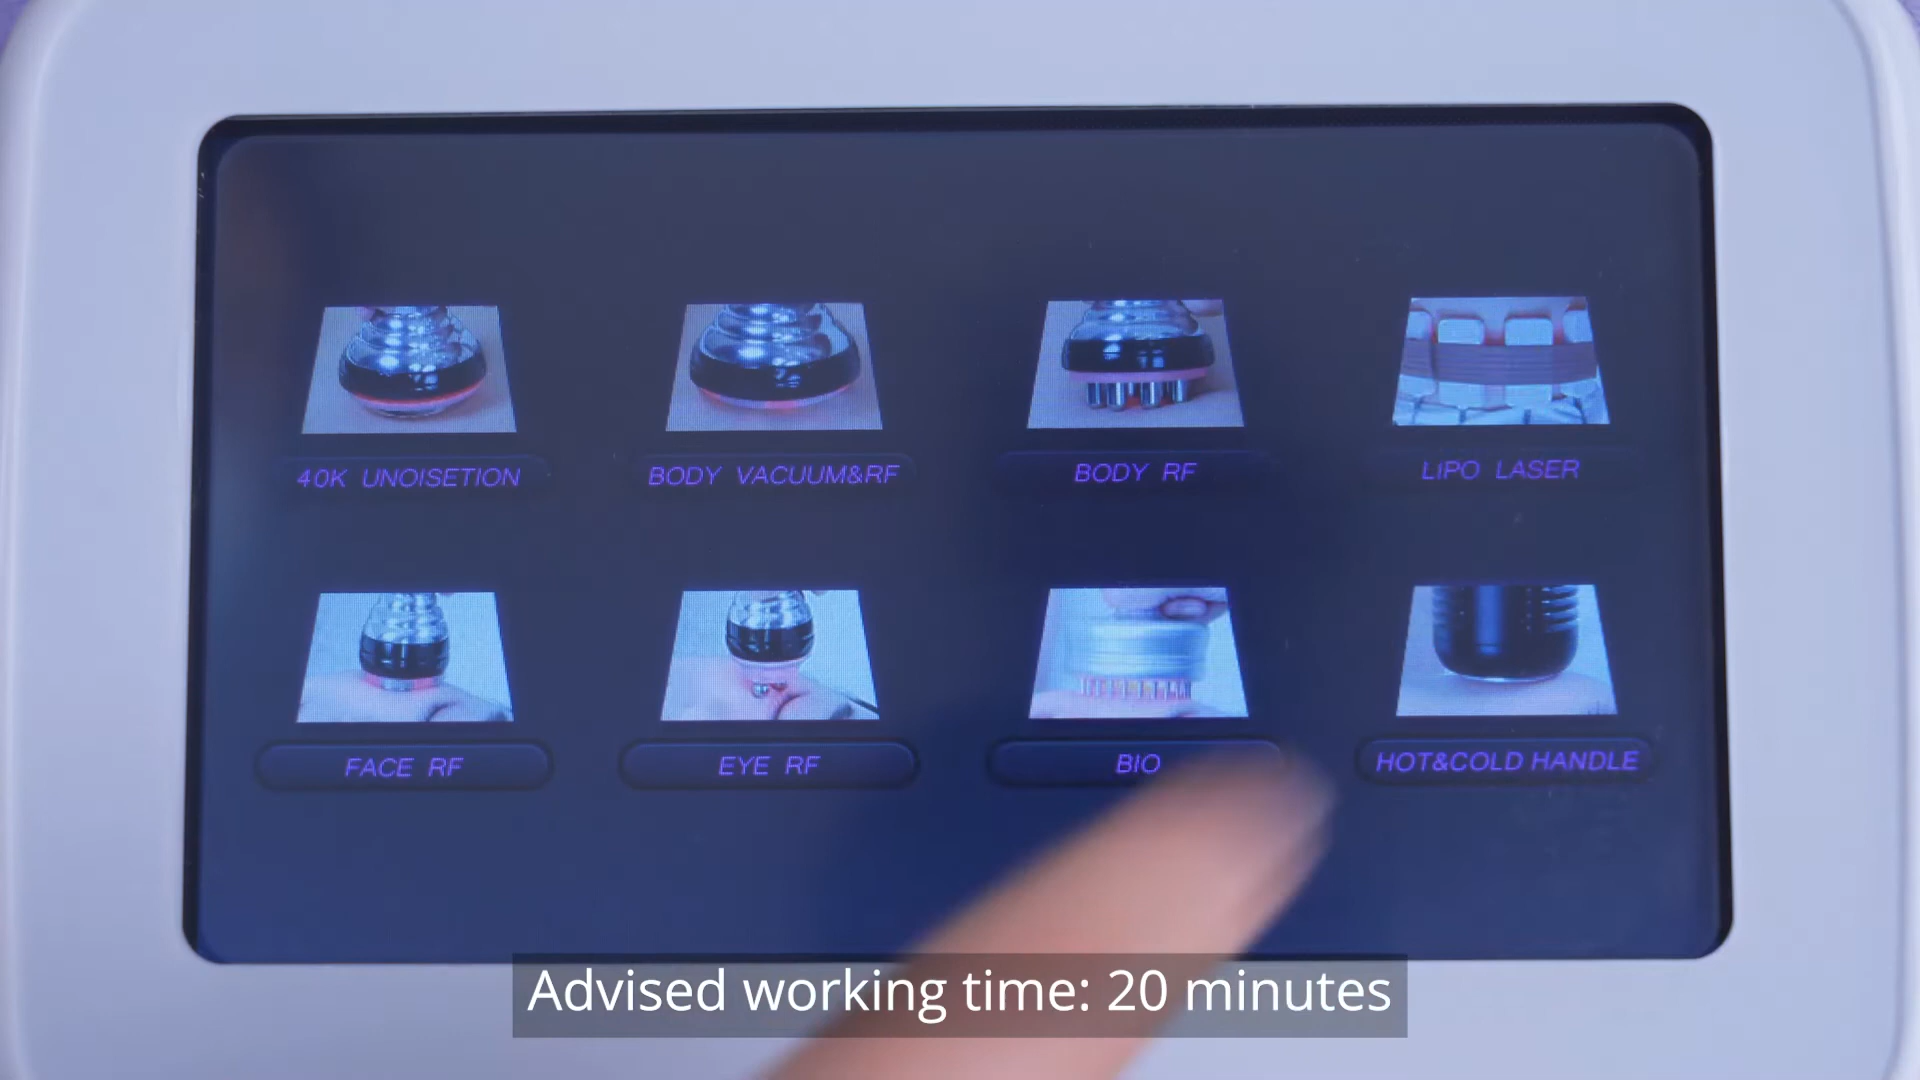 40K UNOISETION
BODY VACUUM&RF
BODY RF
LIPO LASER
FACE RF
EYE RF
BIO
HOT&COLD HANDLE
Advised working time: 20 minutes